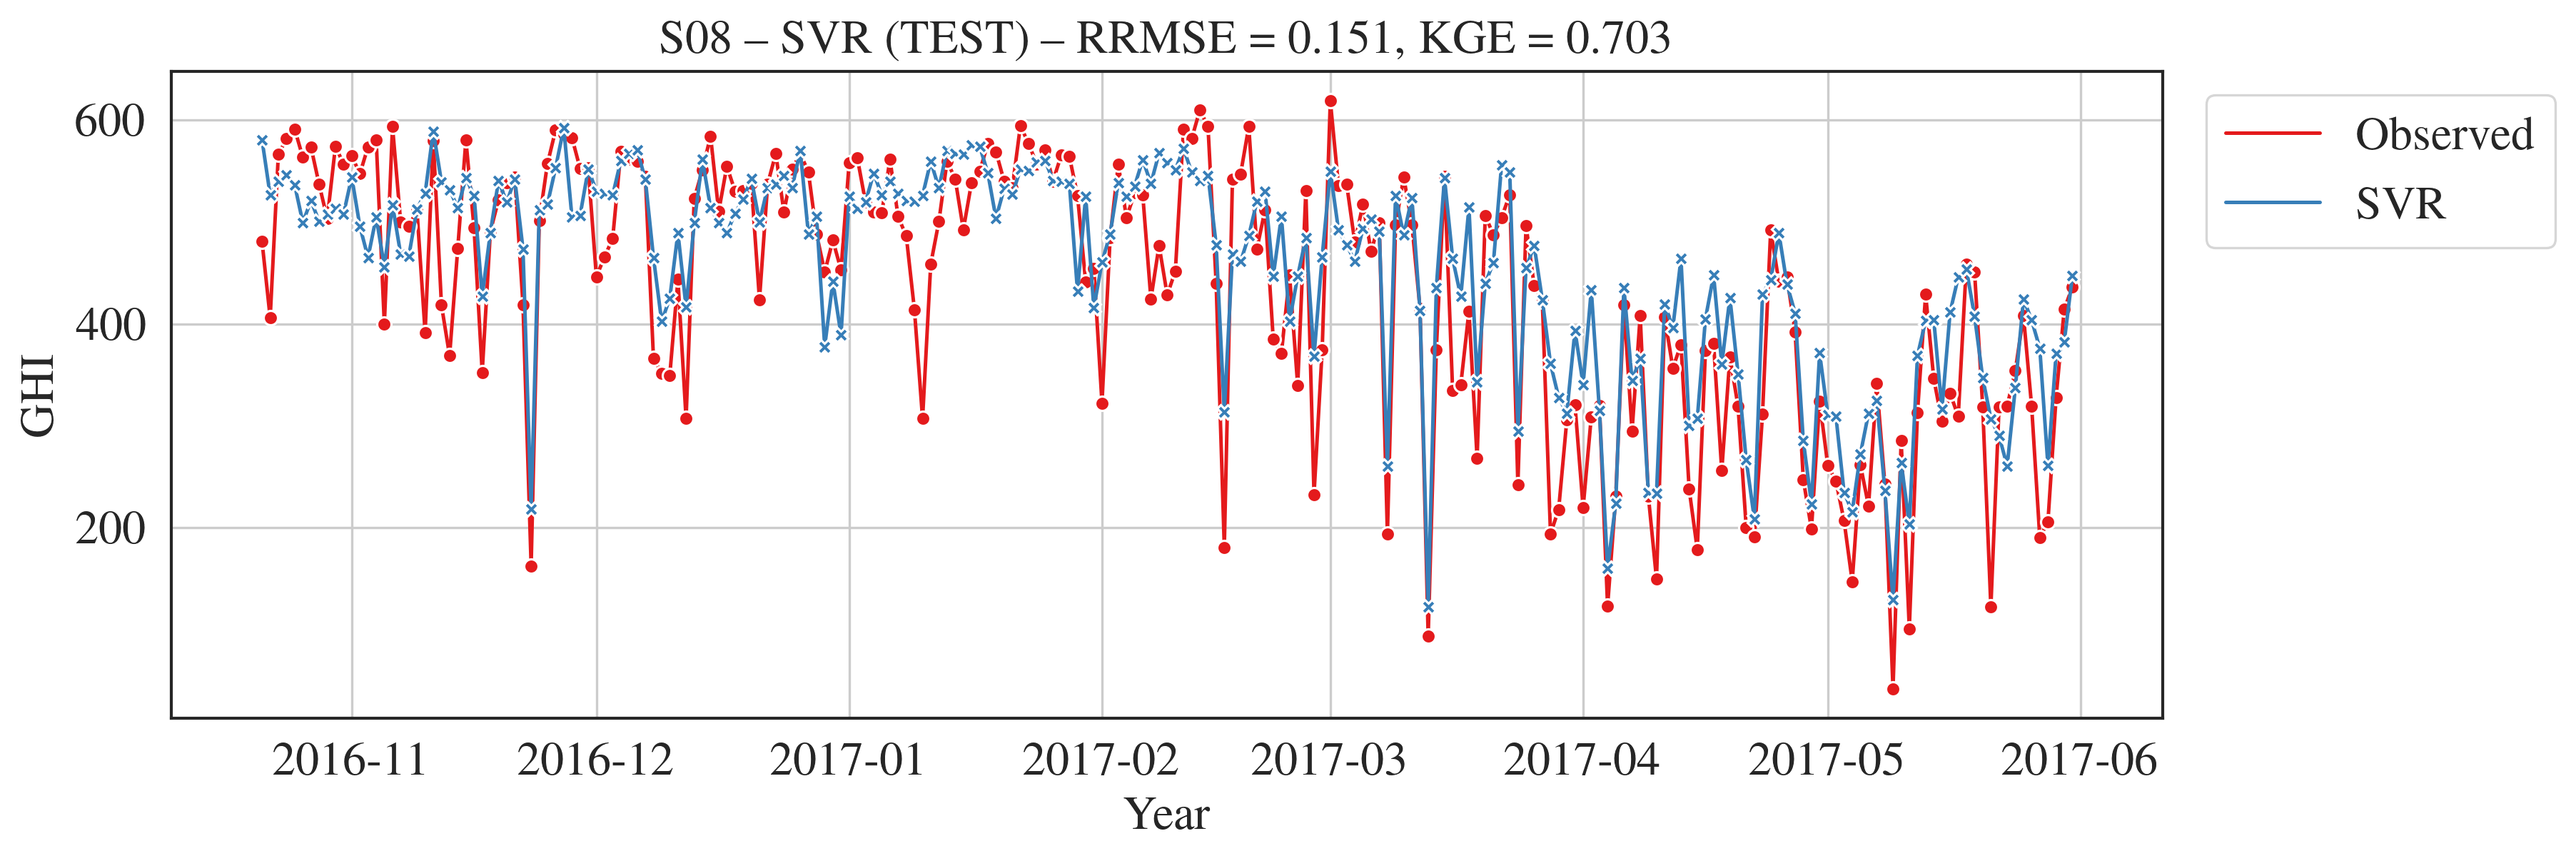 S08 – SVR (TEST) – RRMSE = 0.151, KGE = 0.703
Observed
SVR
GHI
600
400
200
2016-11 2016-12 2017-01 2017-02 2017-03 2017-04 2017-05 2017-06
Year